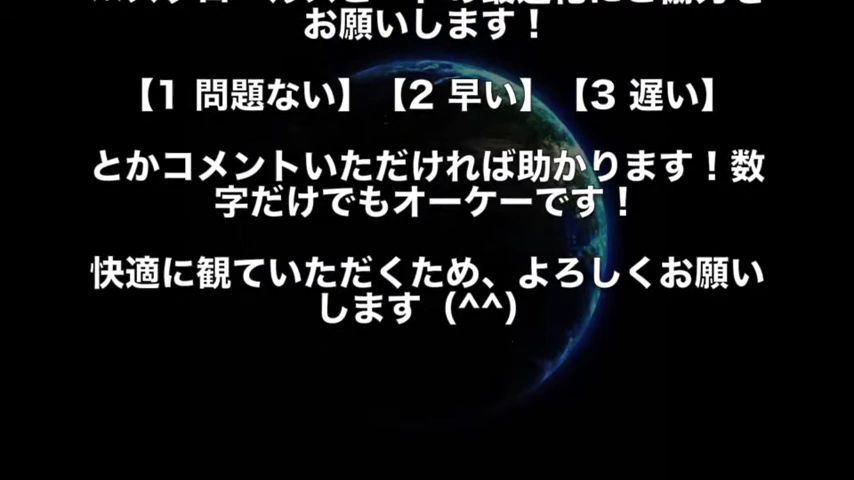 お願いします！
【1 問題ない】【2 早い】【3 遅い】
とかコメントいただければ助かります！数
字だけでもオーケーです！
快適に観ていただくため、よろしくお願い
します（^^）